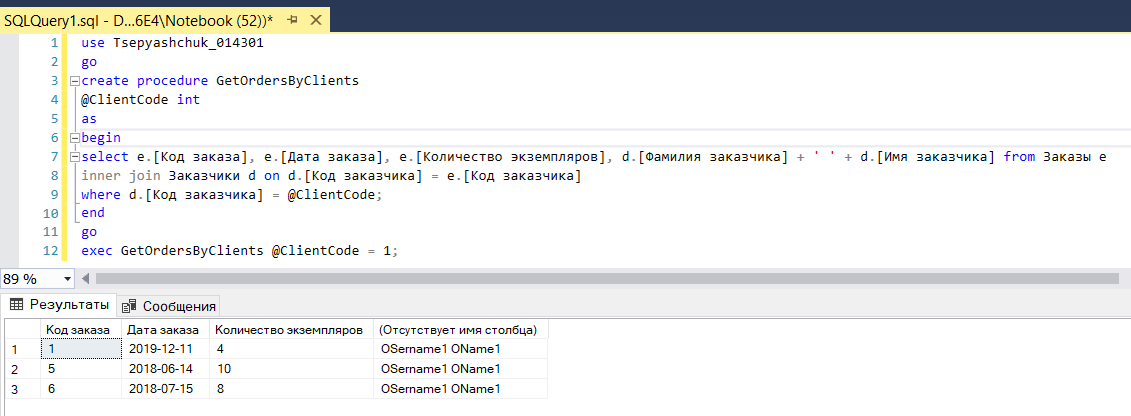 SQLQuery1.sql - D...6E4\Notebook (52))*
1 use Tsepyashchuk_014301
2 go
3 create procedure GetOrdersByClients
4 @ClientCode int
5 as
6 begin
7 select e.[Код заказа], e.[Дата заказа], e.[Количество экземпляров], d.[Фамилия заказчика] + ' ' + d.[Имя заказчика] from Заказы e
8 inner join Заказчики d on d.[Код заказчика] = e.[Код заказчика]
9 where d.[Код заказчика] = @ClientCode;
10 end
11 go
12 exec GetOrdersByClients @ClientCode = 1;
89 %
Результаты Сообщения
Код заказа Дата заказа Количество экземпляров (Отсутствует имя столбца)
1 1 2019-12-11 4 OSername1 OName1
2 5 2018-06-14 10 OSername1 OName1
3 6 2018-07-15 8 OSername1 OName1